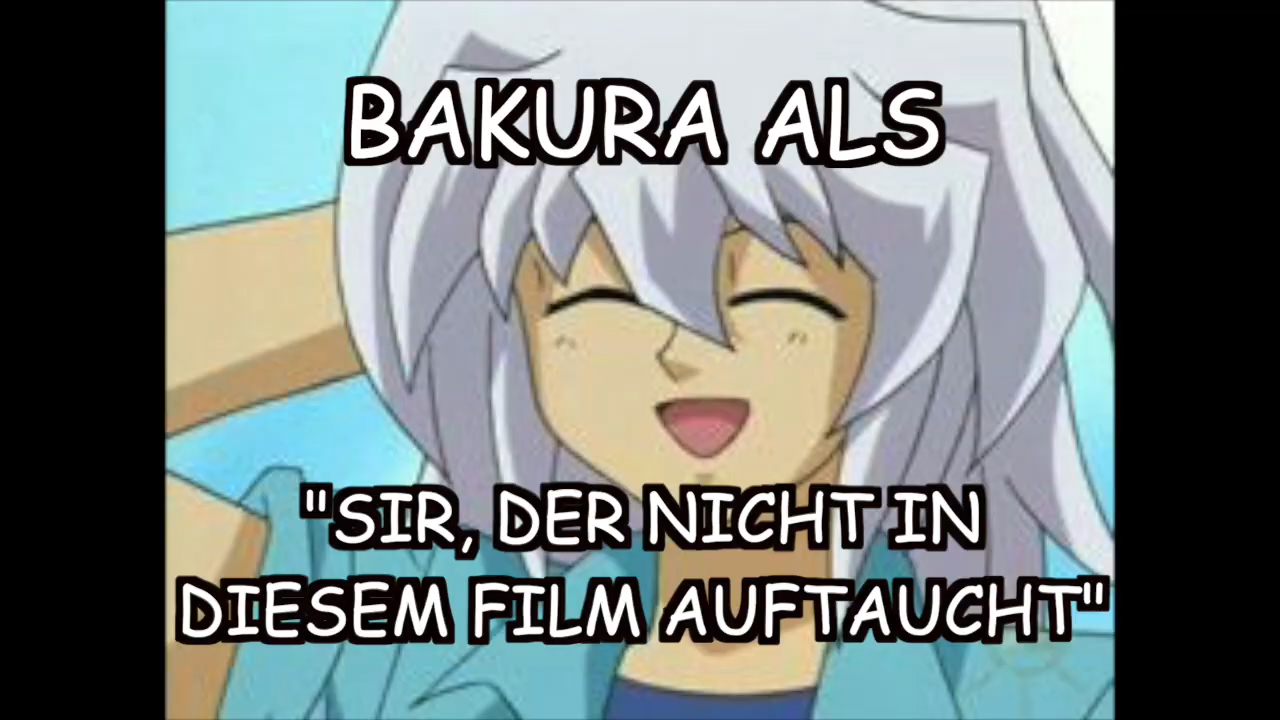 BAKURA ALS
"SIR, DER NICHT IN
DIESEM FILM AUFTAUCHT"